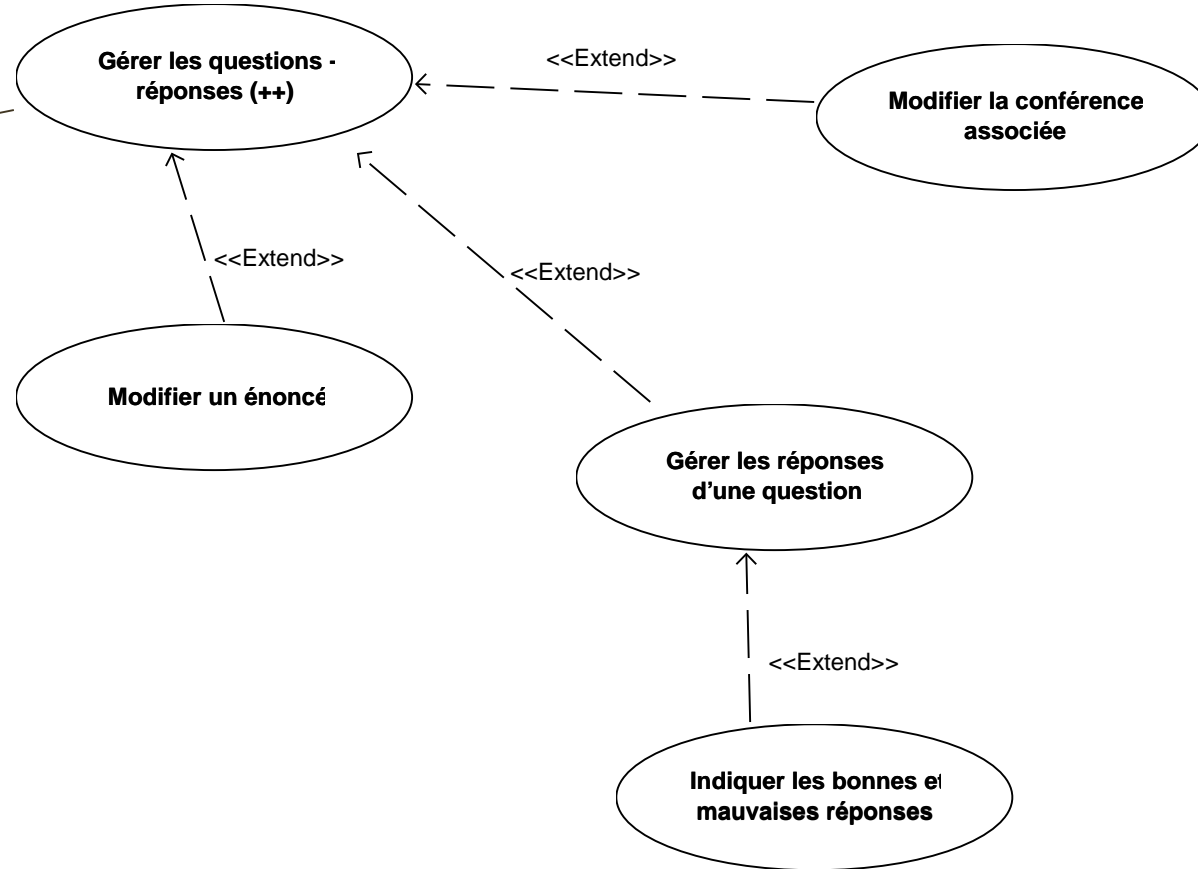 Gérer les questions -
réponses (++)
<<Extend>>
Modifier la conférence
associée
<<Extend>>
<<Extend>>
Modifier un énoncé
Gérer les réponses
d'une question
<<Extend>>
Indiquer les bonnes et
mauvaises réponses